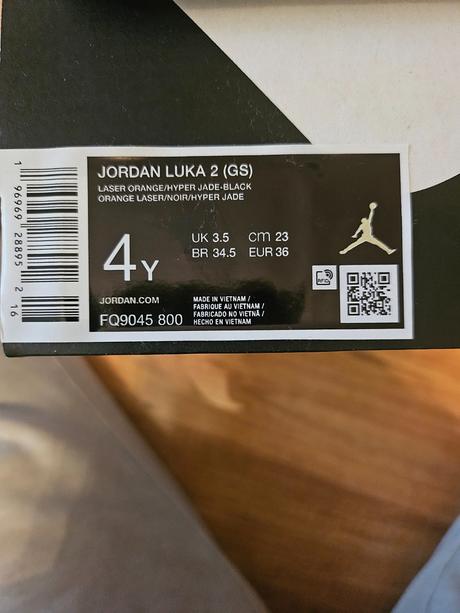 JORDAN LUKA 2 (GS)
LASER ORANGE/HYPER JADE-BLACK
ORANGE LASER/NOIR/HYPER JADE
4Y
UK 3.5 cm 23
BR 34.5 EUR 36
JORDAN.COM
FQ9045 800
MADE IN VIETNAM /
FABRIQUE AU VIETNAM /
FABRICADO NO VIETNÃ /
HECHO EN VIETNAM
1 96969 28895 2 16